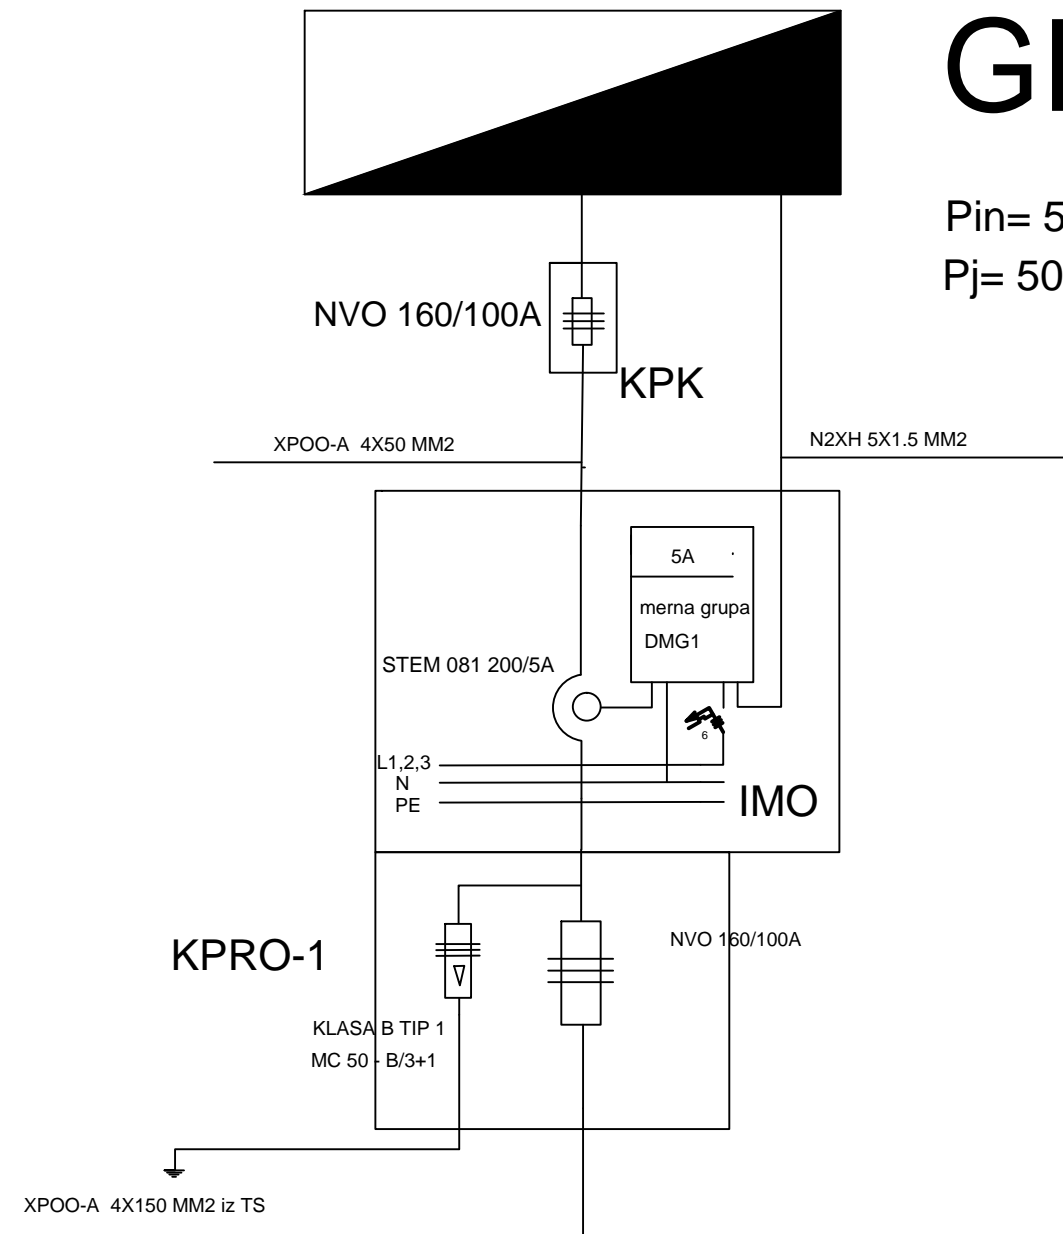 Pin= 5
Pj= 50
NVO 160/100A
KPK
XPOO-A 4X50 MM2
N2XH 5X1.5 MM2
5A
merna grupa
DMG1
STEM 081 200/5A
6
L1,2,3
N
PE
IMO
KPRO-1
NVO 160/100A
KLASA B TIP 1
MC 50 - B/3+1
XPOO-A 4X150 MM2 iz TS